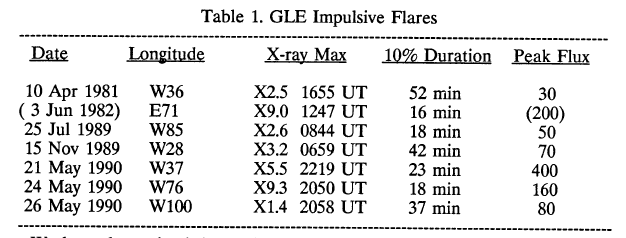 Table 1. GLE Impulsive Flares
Date Longitude X-ray Max 10% Duration Peak Flux
10 Apr 1981 W36 X2.5 1655 UT 52 min 30
( 3 Jun 1982) E71 X9.0 1247 UT 16 min (200)
25 Jul 1989 W85 X2.6 0844 UT 18 min 50
15 Nov 1989 W28 X3.2 0659 UT 42 min 70
21 May 1990 W37 X5.5 2219 UT 23 min 400
24 May 1990 W76 X9.3 2050 UT 18 min 160
26 May 1990 W100 X1.4 2058 UT 37 min 80